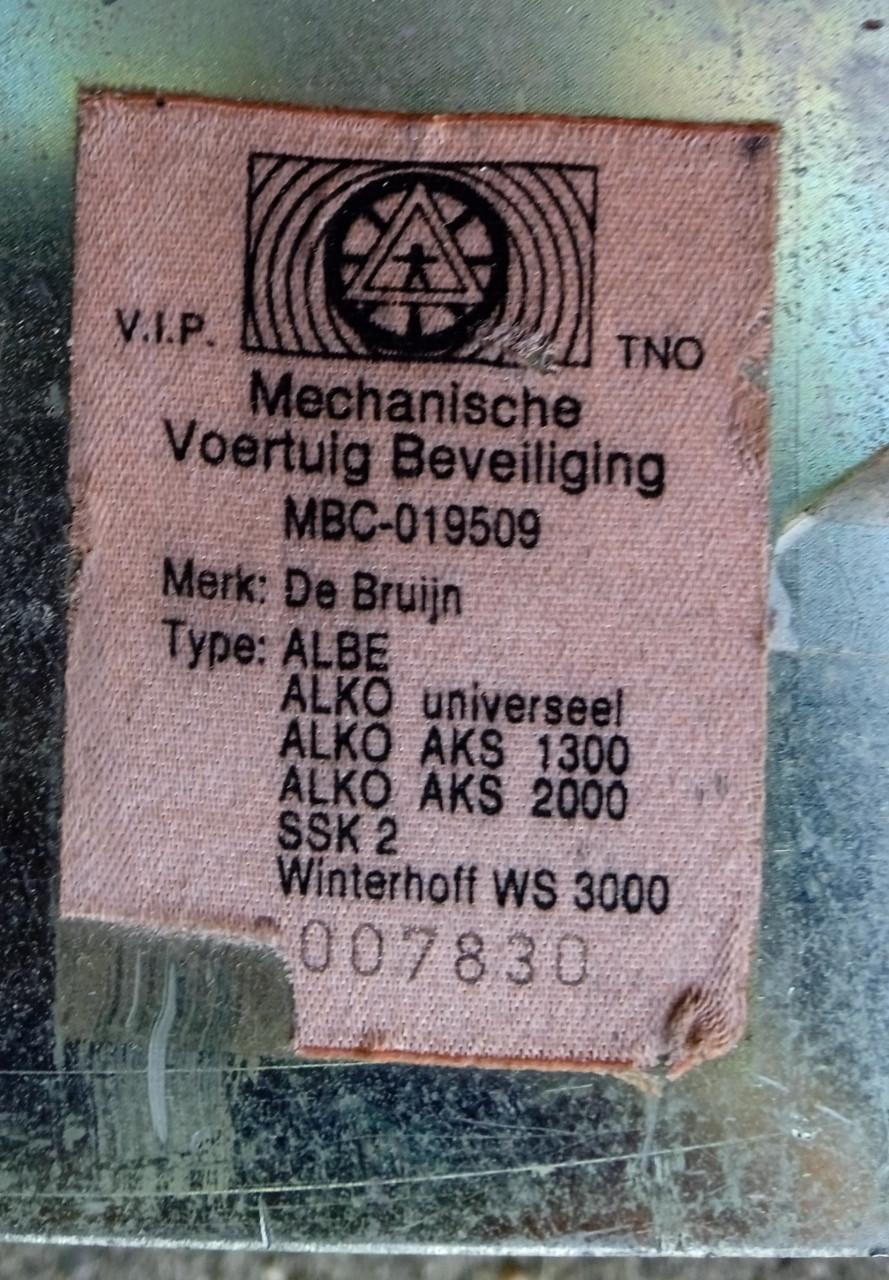 V.I.P. TNO
Mechanische
Voertuig Beveiliging
MBC-019509
Merk: De Bruijn
Type: ALBE
ALKO universeel
ALKO AKS 1300
ALKO AKS 2000
SSK 2
Winterhoff WS 3000
007830